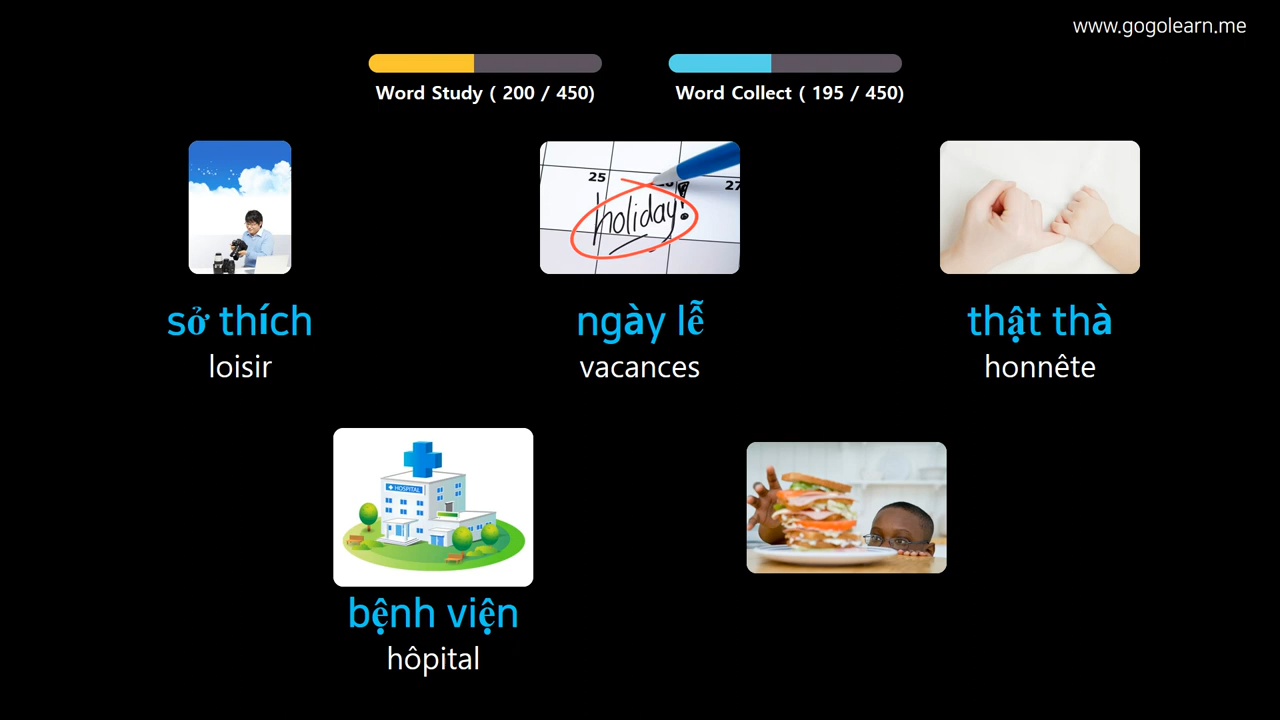 www.gogolearn.me
Word Study ( 200 / 450)
Word Collect ( 195 / 450)
25
27
holiday!
sở thích
ngày lễ
thật thà
loisir
vacances
honnête
HOSPITAL
bệnh viện
hôpital